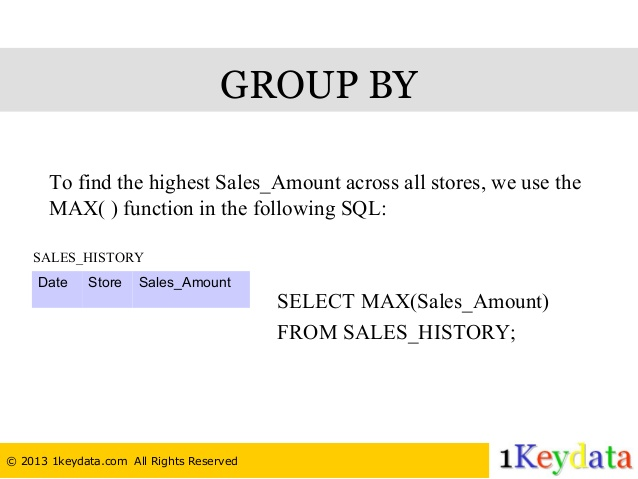 GROUP BY
To find the highest Sales_Amount across all stores, we use the
MAX( ) function in the following SQL:
SALES_HISTORY
Date Store Sales_Amount
SELECT MAX(Sales_Amount)
FROM SALES_HISTORY;
© 2013 1keydata.com All Rights Reserved
1Keydata